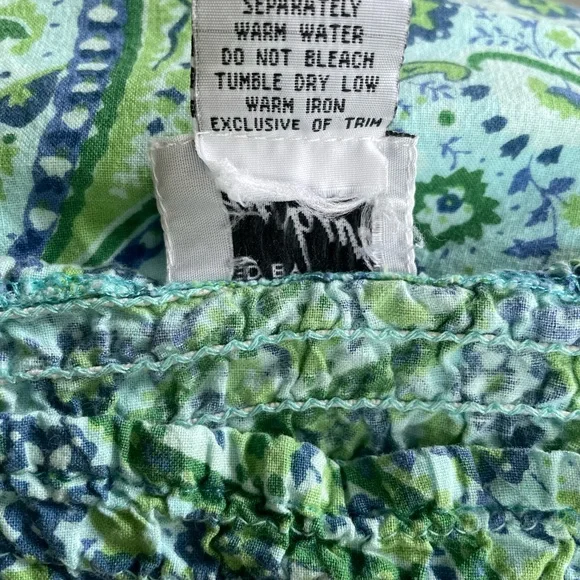 SEPARATELY
WARM WATER
DO NOT BLEACH
TUMBLE DRY LOW
WARM IRON
EXCLUSIVE OF TRIM